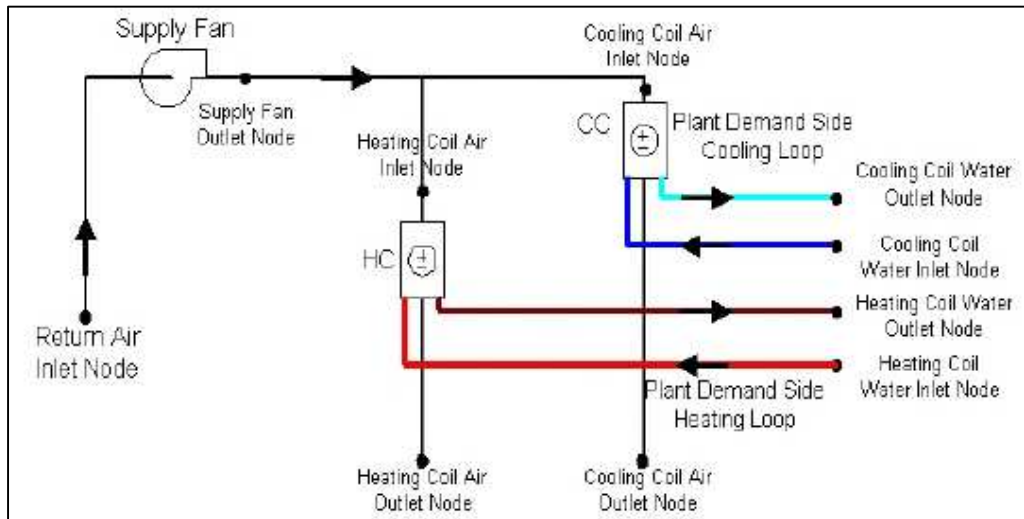 Supply Fan
Supply Fan
Outlet Node
Cooling Coil Air
Inlet Node
Heating Coil Air
Inlet Node
CC
Plant Demand Side
Cooling Loop
Cooling Coil Water
Outlet Node
Cooling Coil
Water Inlet Node
HC
Heating Coil Water
Outlet Node
Return Air
Inlet Node
Heating Coil
Water Inlet Node
Plant Demand Side
Heating Loop
Heating Coil Air
Outlet Node
Cooling Coil Air
Outlet Node